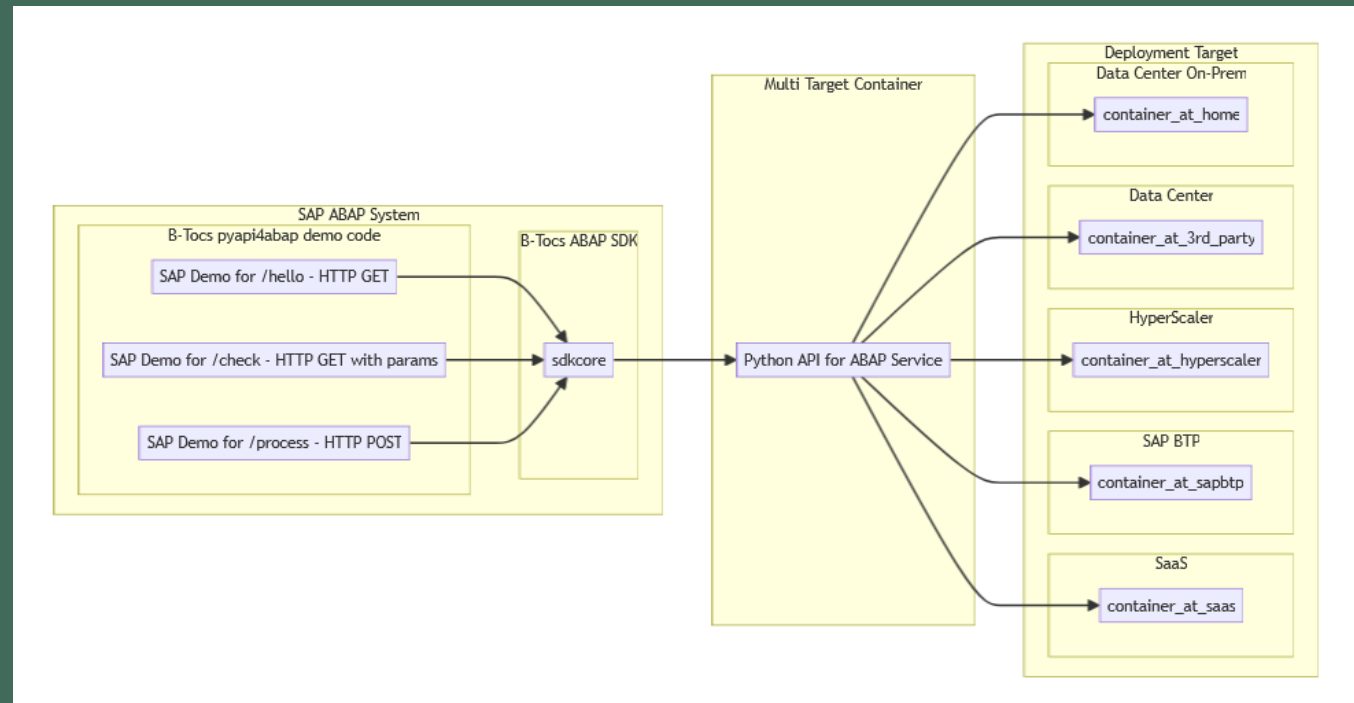 SAP ABAP System
B-Tocs pyapi4abap demo code
SAP Demo for /hello - HTTP GET
SAP Demo for /check - HTTP GET with params
SAP Demo for /process - HTTP POST
B-Tocs ABAP SDK
sdkcore
Multi Target Container
Python API for ABAP Service
Deployment Target
Data Center On-Prem
container_at_home
Data Center
container_at_3rd_party
HyperScaler
container_at_hyperscaler
SAP BTP
container_at_sapbtp
SaaS
container_at_saas